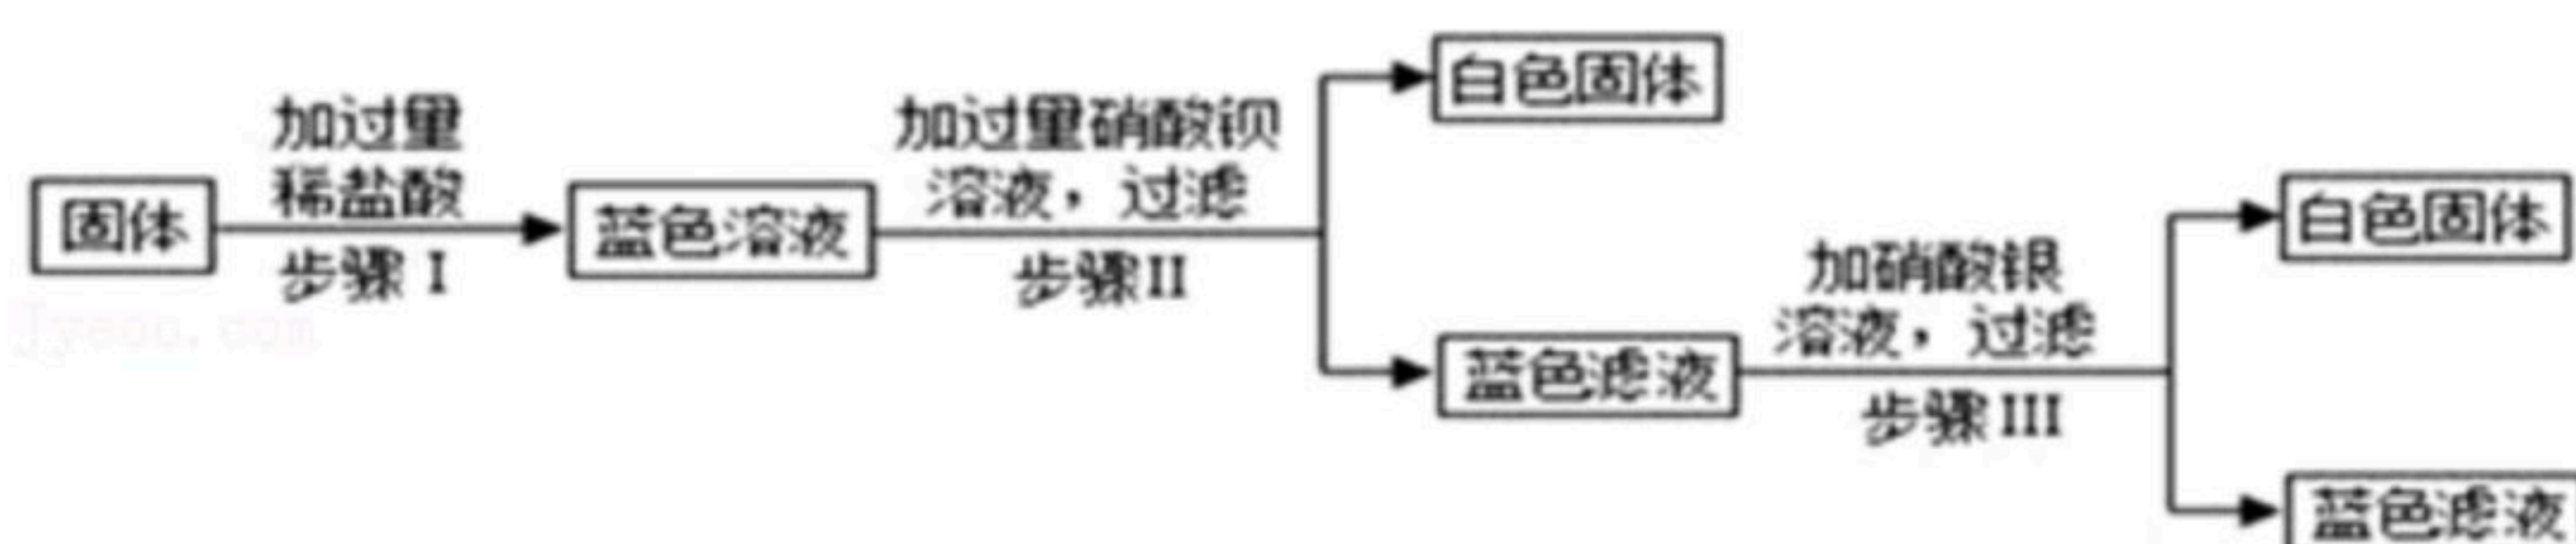 固体
加过量
稀盐酸
步骤 I
蓝色溶液
加过量硝酸钡
溶液，过滤
步骤II
白色固体
蓝色滤液
加硝酸银
溶液，过滤
步骤III
白色固体
蓝色滤液
Jyeoo.com